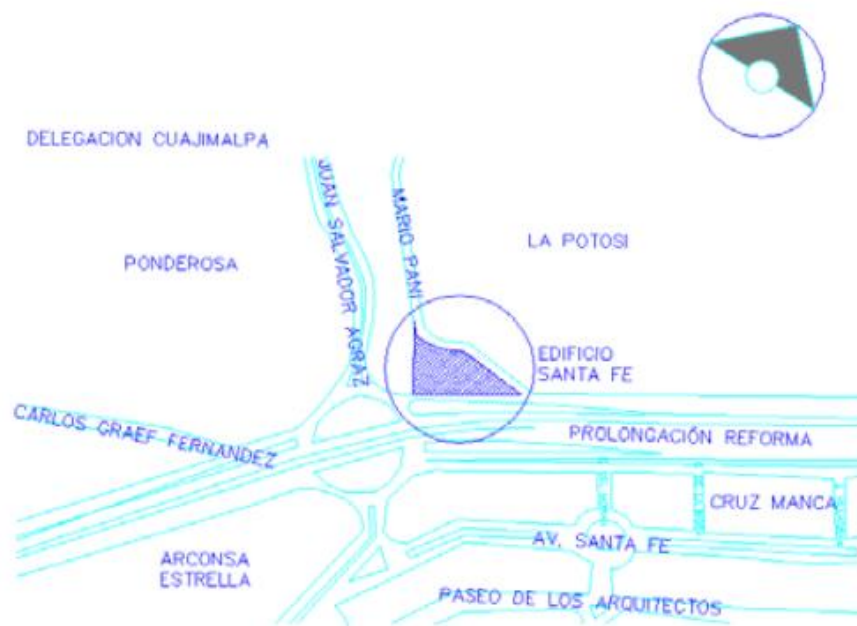 DELEGACION CUAJIMALPA
JUAN SALVADOR AGRAZ
MARIO PANI
LA POTOSI
PONDEROSA
EDIFICIO
SANTA FE
CARLOS GRAEF FERNANDEZ
PROLONGACIÓN REFORMA
CRUZ MANCA
AV. SANTA FE
ARCONSA
ESTRELLA
PASEO DE LOS ARQUITECTOS